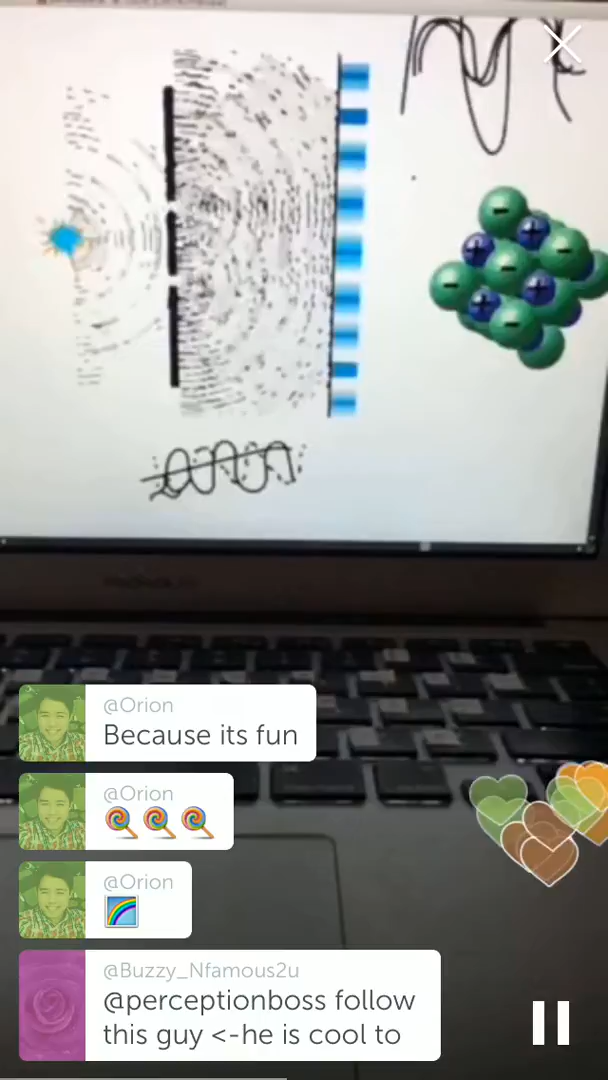 @Orion
Because its fun
@Orion
🍭🍭🍭
@Orion
🌈
@Buzzy_Nfamous2u
@perceptionboss follow
this guy <-he is cool to